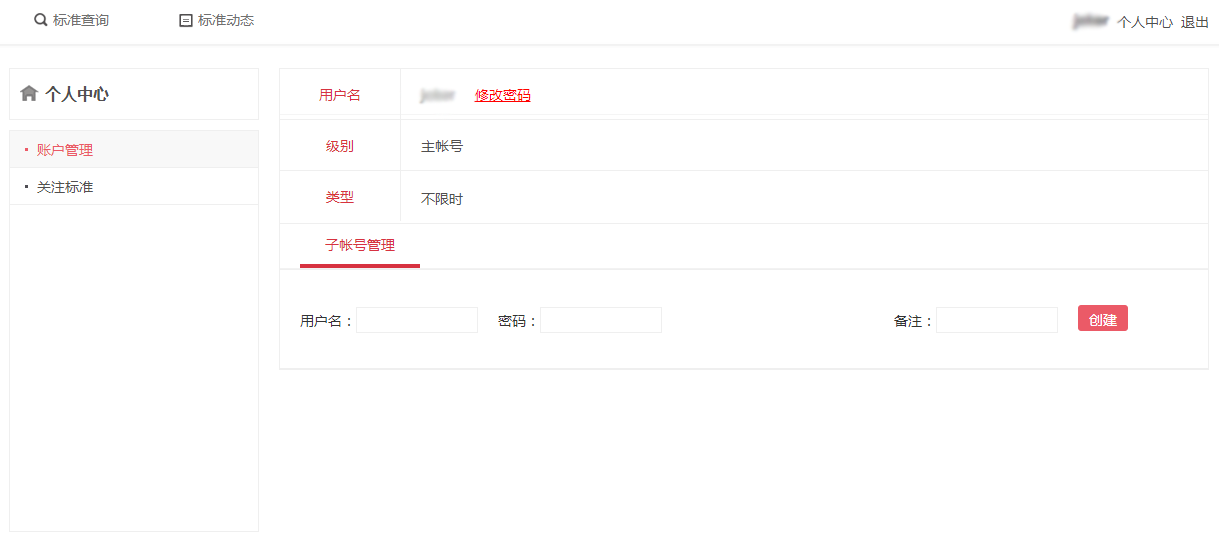 标准查询 标准动态 个人中心 退出
个人中心
账户管理
关注标准
用户名 修改密码
级别 主帐号
类型 不限时
子帐号管理
用户名： 密码： 备注： 创建